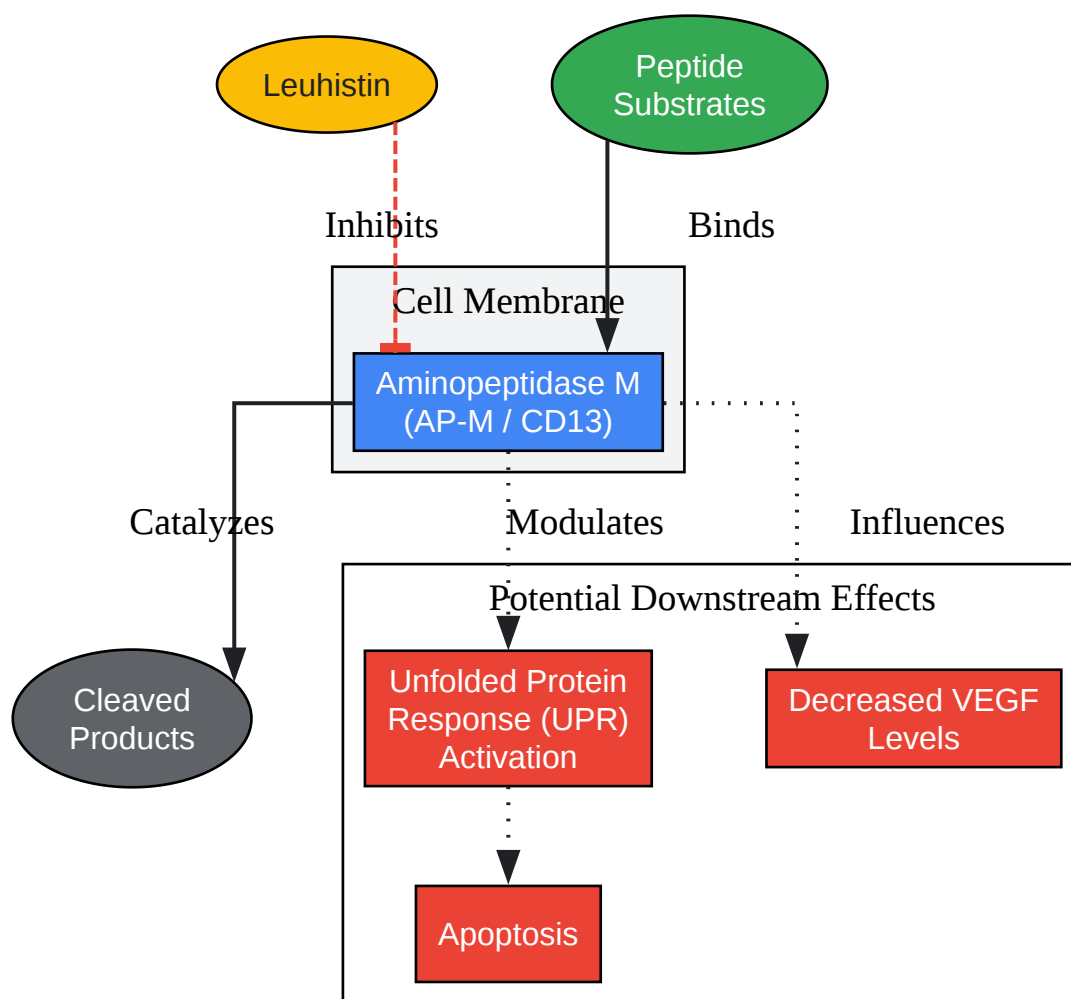 Leuhistin
Peptide
Substrates
Inhibits
Binds
Cell Membrane
Aminopeptidase M
(AP-M / CD13)
Catalyzes
Modulates
Influences
Potential Downstream Effects
Cleaved
Products
Unfolded Protein
Response (UPR)
Activation
Decreased VEGF
Levels
Apoptosis